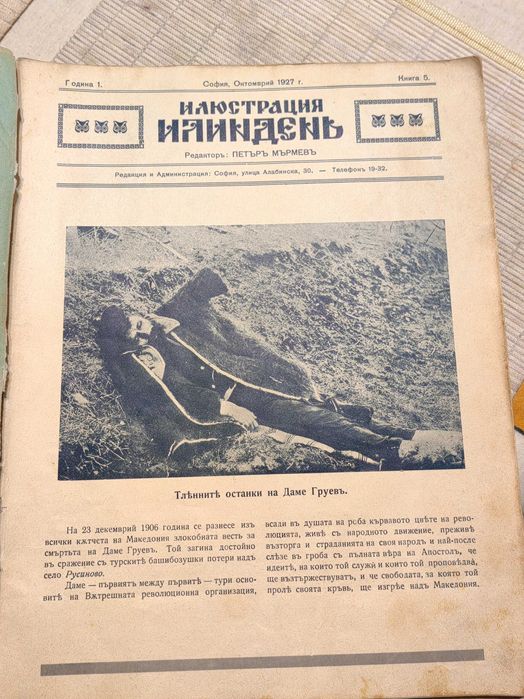 Година 1. София, Октомврий 1927 г. Книга 5.
ИЛЮСТРАЦИЯ
ИЛИНДЕНЬ
Редакторъ: ПЕТЪРЪ МЪРМЕВЪ
Редакция и Администрация: София, улица Алабинска, 30. — Телефонъ 19-32.
Тлѣннитѣ останки на Даме Груевъ.
На 23 декемврий 1906 година се разнесе изъ
всички кѫтчета на Македония злокобната весть за
смъртьта на Даме Груевъ. Той загина достойно
въ сражение съ турскитѣ башибозушки потери надъ
село Русиново.
Даме — първиятъ между първитѣ — тури осно-
витѣ на Вѫтрешната революционна организация,
всади въ душата на роба кървавото цвѣте на рево-
люцията, живѣ съ народното движение, преживѣ
възторга и страданията на своя народъ и най-после
слѣзе въ гроба съ пълната вѣра на Апостолъ, че
идеитѣ, на които той служи и които той проповѣдва,
ще възтържествуватъ, и че свободата, за която той
пролѣ своята кръвь, ще изгрѣе надъ Македония.